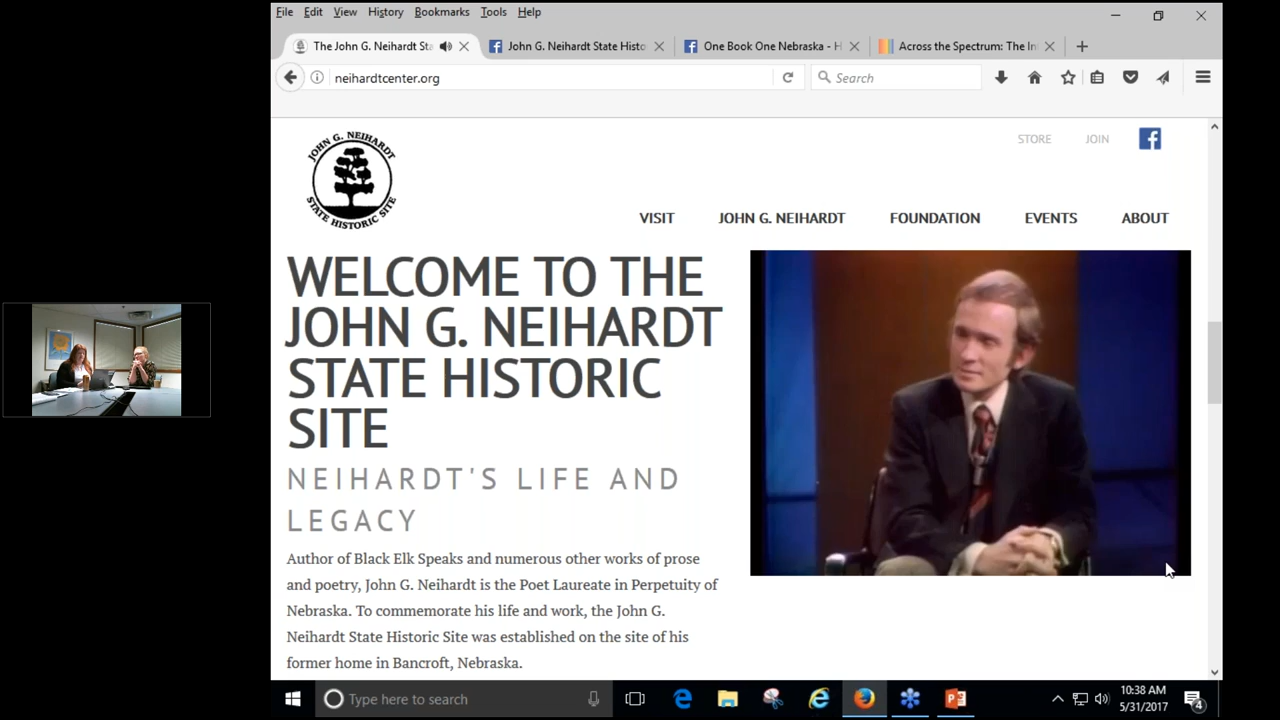 File Edit View History Bookmarks Tools Help
The John G. Neihardt Sta
John G. Neihardt State Histo
One Book One Nebraska - H
Across the Spectrum: The In
neihardtcenter.org
Search
JOHN G. NEIHARDT
STATE HISTORIC SITE
STORE JOIN
VISIT JOHN G. NEIHARDT FOUNDATION EVENTS ABOUT
WELCOME TO THE
JOHN G. NEIHARDT
STATE HISTORIC
SITE
NEIHARDT'S LIFE AND
LEGACY
Author of Black Elk Speaks and numerous other works of prose
and poetry, John G. Neihardt is the Poet Laureate in Perpetuity of
Nebraska. To commemorate his life and work, the John G.
Neihardt State Historic Site was established on the site of his
former home in Bancroft, Nebraska.
Type here to search
10:38 AM
5/31/2017
4